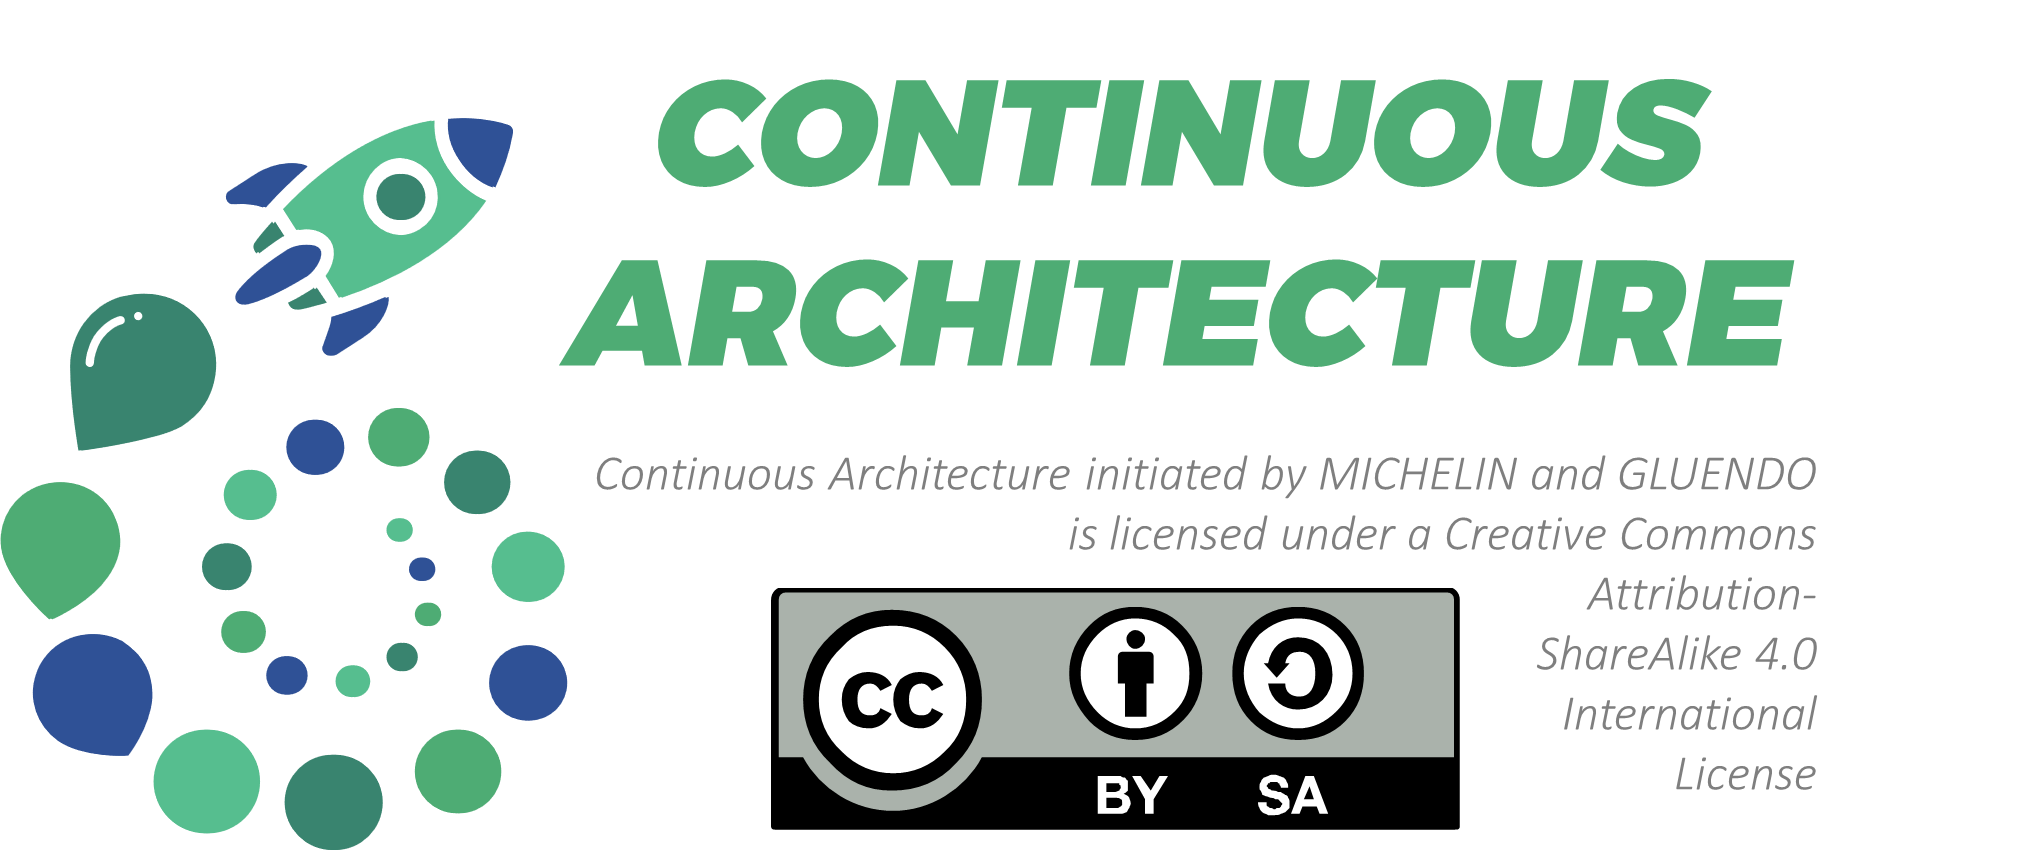 CONTINUOUS
ARCHITECTURE
Continuous Architecture initiated by MICHELIN and GLUENDO
is licensed under a Creative Commons
Attribution-
ShareAlike 4.0
International
License
cc
BY SA